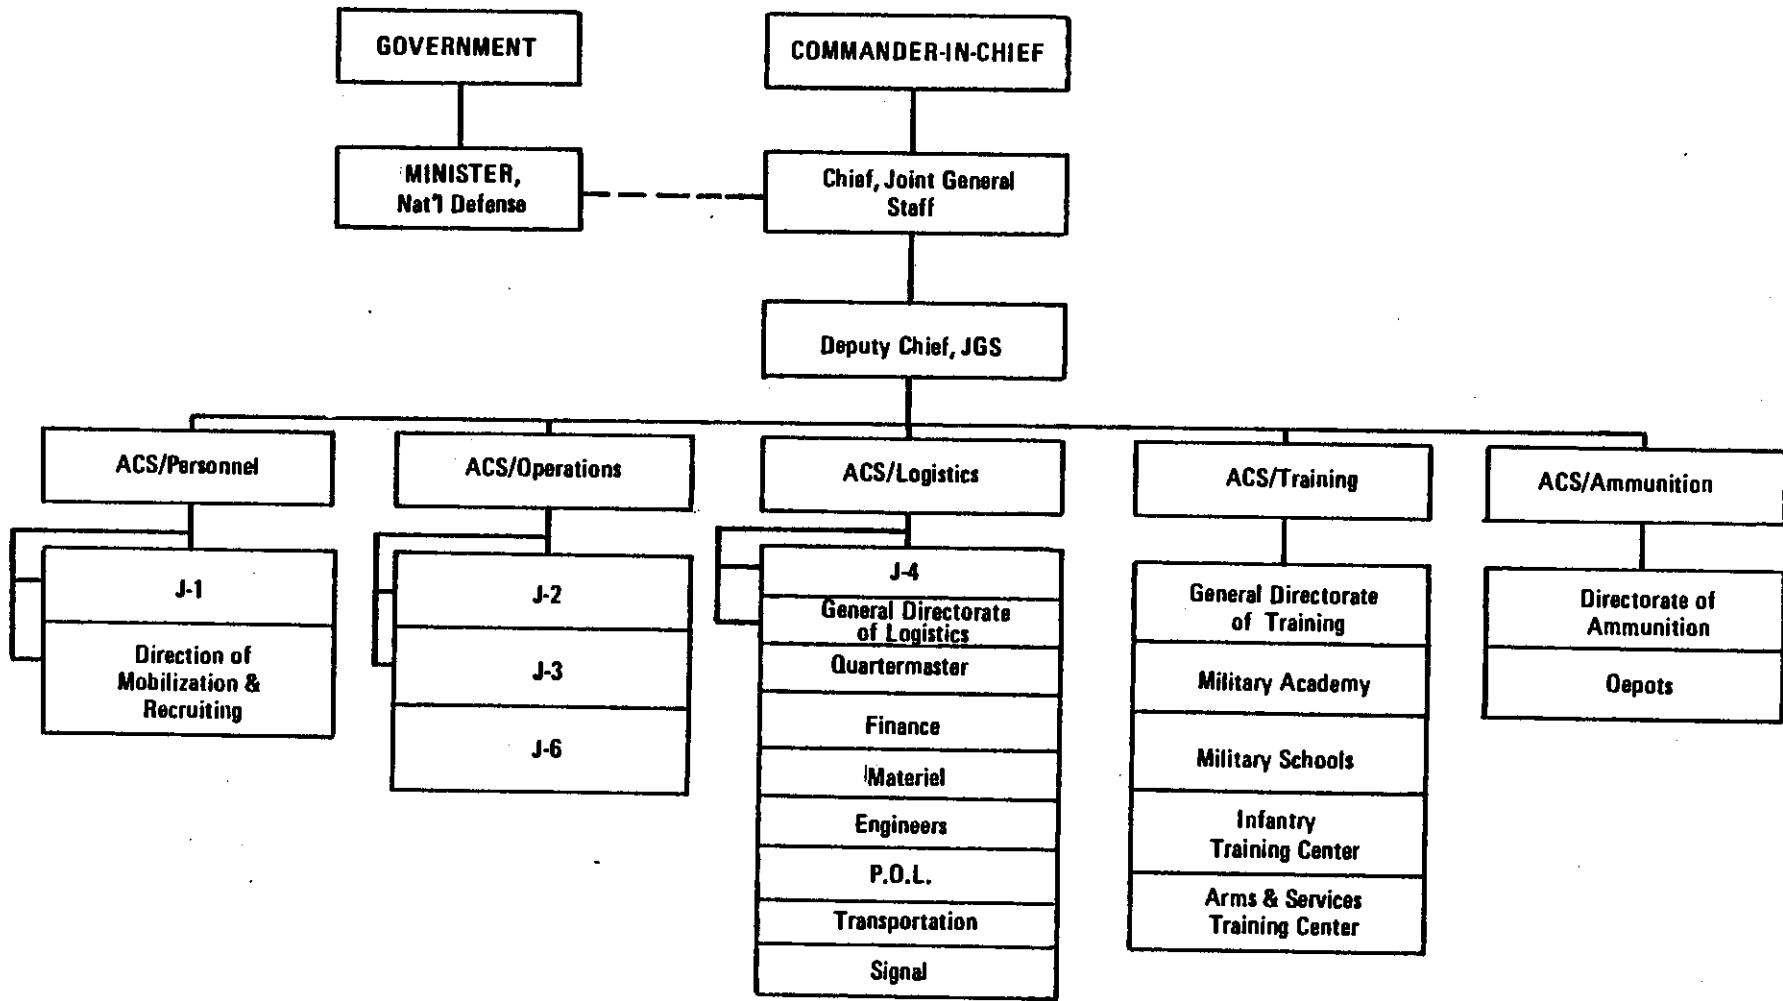 GOVERNMENT
COMMANDER-IN-CHIEF
MINISTER,
Nat'l Defense
Chief, Joint General
Staff
Deputy Chief, JGS
ACS/Personnel
ACS/Operations
ACS/Logistics
ACS/Training
ACS/Ammunition
J-1
Direction of
Mobilization &
Recruiting
J-2
J-3
J-6
J-4
General Directorate
of Logistics
Quartermaster
Finance
Materiel
Engineers
P.O.L.
Transportation
Signal
General Directorate
of Training
Military Academy
Military Schools
Infantry
Training Center
Arms & Services
Training Center
Directorate of
Ammunition
Oepots